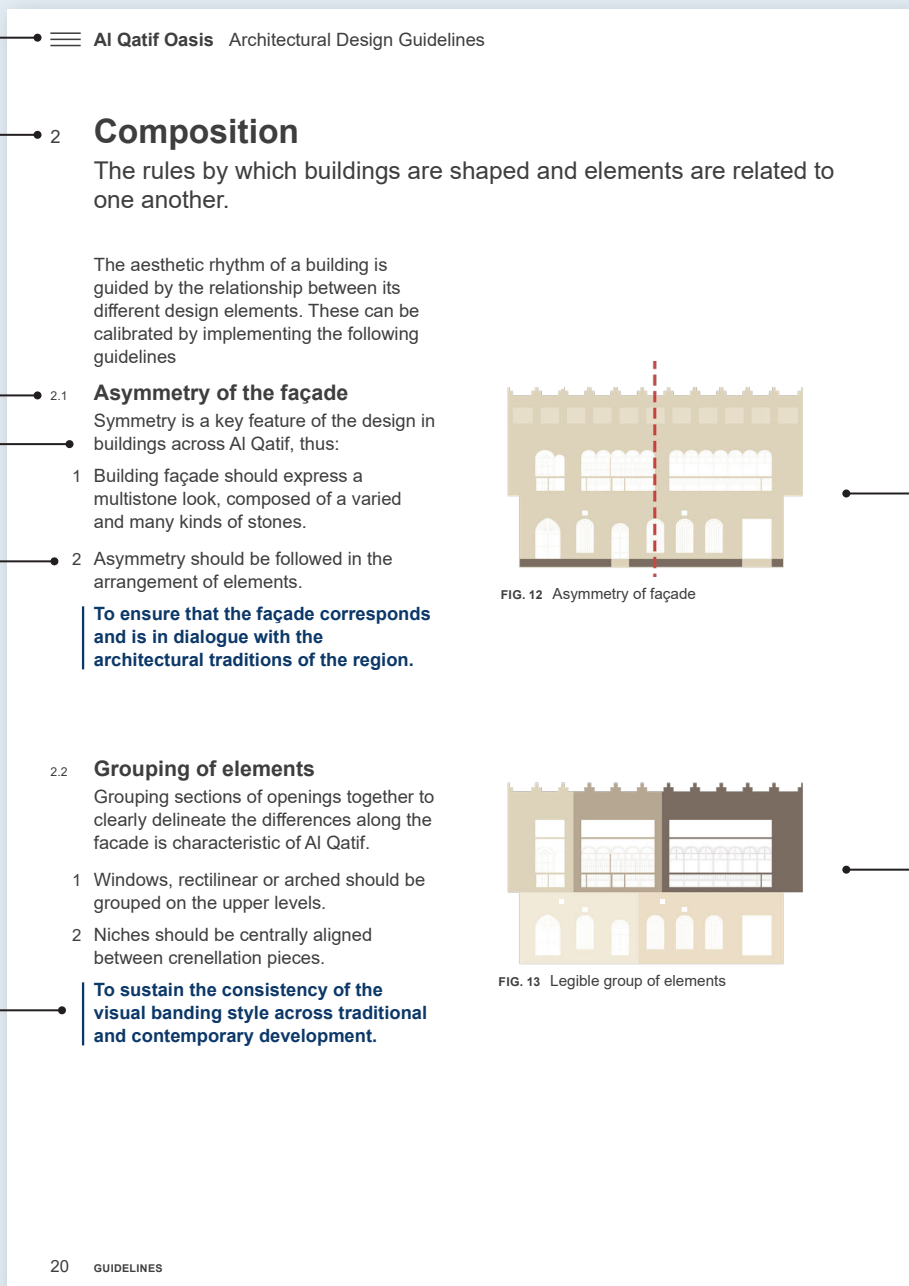 Al Qatif Oasis Architectural Design Guidelines
2 Composition
The rules by which buildings are shaped and elements are related to
one another.
The aesthetic rhythm of a building is
guided by the relationship between its
different design elements. These can be
calibrated by implementing the following
guidelines
2.1 Asymmetry of the façade
Symmetry is a key feature of the design in
buildings across Al Qatif, thus:
1 Building façade should express a
multistone look, composed of a varied
and many kinds of stones.
2 Asymmetry should be followed in the
arrangement of elements.
To ensure that the façade corresponds
and is in dialogue with the
architectural traditions of the region.
FIG. 12 Asymmetry of façade
2.2 Grouping of elements
Grouping sections of openings together to
clearly delineate the differences along the
facade is characteristic of Al Qatif.
1 Windows, rectilinear or arched should be
grouped on the upper levels.
2 Niches should be centrally aligned
between crenellation pieces.
To sustain the consistency of the
visual banding style across traditional
and contemporary development.
FIG. 13 Legible group of elements
20 GUIDELINES